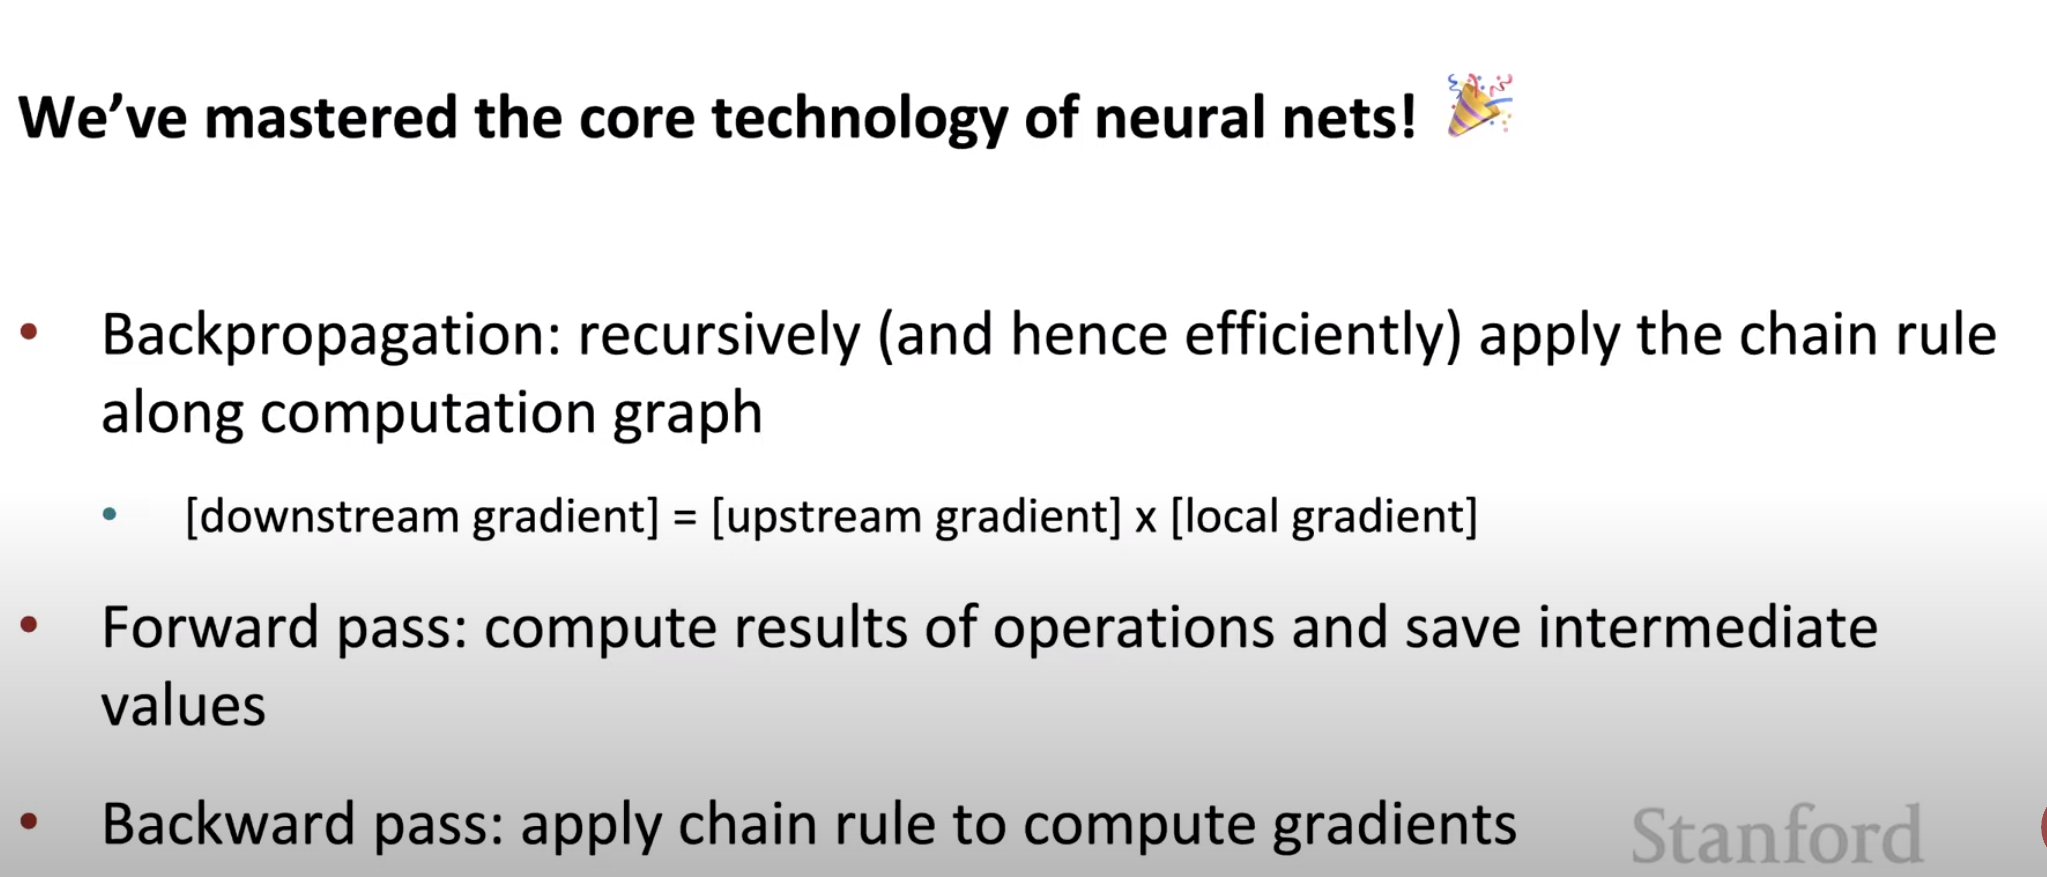 We’ve mastered the core technology of neural nets! 🎉
• Backpropagation: recursively (and hence efficiently) apply the chain rule
along computation graph
• [downstream gradient] = [upstream gradient] x [local gradient]
• Forward pass: compute results of operations and save intermediate
values
• Backward pass: apply chain rule to compute gradients
Stanford